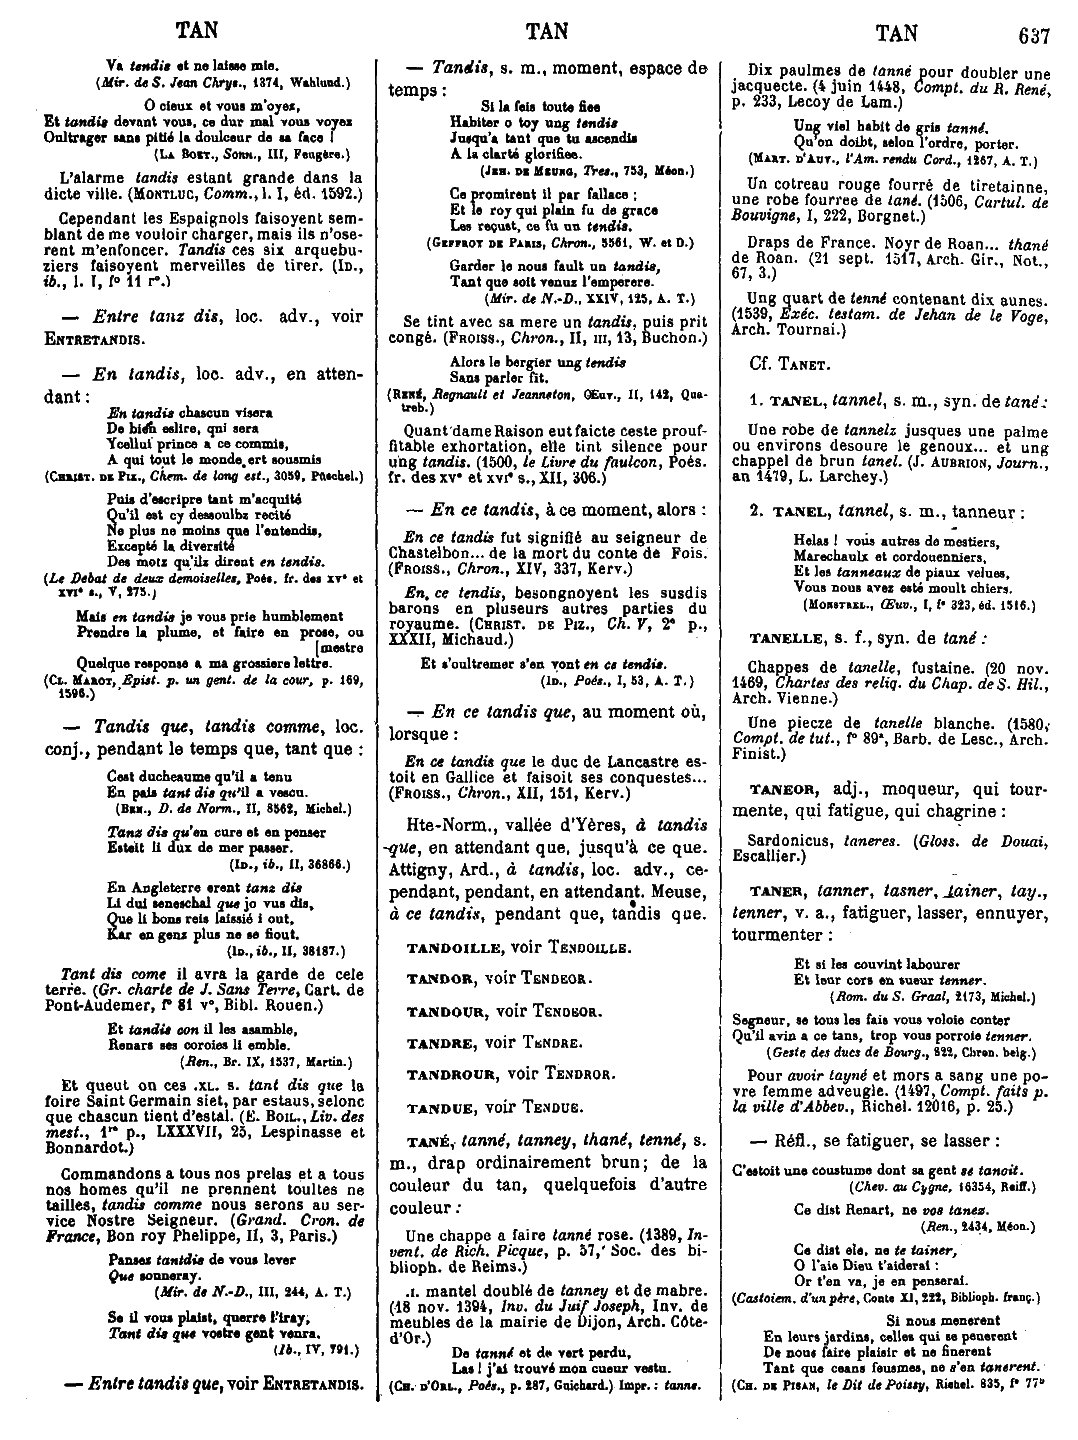 TAN
TAN
TAN
637
Va tendis et ne laisse mie.
(Mir. de S. Jean Chrys., 1374, Wahlund.)
O cieux et vous m'oyez,
Et tandis devant vous, ce dur mal vous voyez
Oultrager sans pitié la douleeur de sa face !
(LA BOET., Sonn., III, Feugère.)
L'alarme tandis estant grande dans la
dicte ville. (MONTLUC, Comm., l. I, éd. 1592.)
Cependant les Espaignols faisoyent sem-
blant de me vouloir charger, mais ils n'ose-
rent m'enfoncer. Tandis ces six arquebu-
ziers faisoyent merveilles de tirer. (ID.,
ib., l. I, f° 11 r°.)
— Entre tanz dis, loc. adv., voir
ENTRETANDIS.
— En tandis, loc. adv., en atten-
dant :
En tandis chascun visera
De bien eslire, qui sera
Ycellui prince a ce commis,
A qui tout le monde ert sousmis
(CHRIST. DE PIZ., Chem. de long est., 3059, Püschel.)
Puis d'escripre tant m'acquité
Qu'il est cy dessoulbz recité
Ne plus ne moins que l'entendis,
Excepté la diversité
Des motz qu'ilz dirent en tendis.
(Le Debat de deux demoiselles, Poés. fr. des xv° et
xvi° s., V, 275.)
Mais en tandis je vous prie humblement
Prendre la plume, et faire en prose, ou
[mestre
Quelque response a ma grossiere lettre.
(CL. MAROT, Epist. p. un gent. de la cour, p. 169,
1596.)
— Tandis que, tandis comme, loc.
conj., pendant le temps que, tant que :
Cest ducheaume qu'il a tenu
En pais tant dis qu'il a vescu.
(BEN., D. de Norm., II, 8562, Michel.)
Tanz dis qu'en cure et en penser
Esteit li dux de mer passer.
(ID., ib., II, 36866.)
En Angleterre erent tanz dis
Li dui seneschal que jo vus dis,
Que li bons reis laissié i out,
Kar en genz plus ne se fiout.
(ID., ib., II, 38187.)
Tant dis come il avra la garde de cele
terre. (Gr. charte de J. Sans Terre, Cart. de
Pont-Audemer, f° 81 v°, Bibl. Rouen.)
Et tandis con il les asamble,
Renars ses coroies li emble.
(Ren., Br. IX, 1537, Martin.)
Et queut on ces .XL. s. tant dis que la
foire Saint Germain siet, par estaus, selonc
que chascun tient d'estal. (E. BOIL., Liv. des
mest., 1re p., LXXXVII, 25, Lespinasse et
Bonnardot.)
Commandons a tous nos prelas et a tous
nos homes qu'il ne prennent toultes ne
tailles, tandis comme nous serons au ser-
vice Nostre Seigneur. (Grand. Cron. de
France, Bon roy Phelippe, II, 3, Paris.)
Pansez tantdis de vous lever
Que sonneray.
(Mir. de N.-D., III, 244, A. T.)
Se il vous plaist, querre l'iray,
Tant dis que vostre gent venra.
(Ib., IV, 791.)
— Entre tandis que, voir ENTRETANDIS.
— Tandis, s. m., moment, espace de
temps :
Si la feis toute fiee
Habiter o toy ung tendis
Jusqu'a tant que tu ascendis
A la clarté glorifiee.
(JEH. DE MEUNG, Tres., 753, Méon.)
Ce promirent il par fallace ;
Et le roy qui plain fu de grace
Les reçust, ce fu un tendis.
(GEFFROT DE PARIS, Chron., 5561, W. et D.)
Garder le nous fault un tandis,
Tant que soit venuz l'emperere.
(Mir. de N.-D., XXIV, 125, A. T.)
Se tint avec sa mere un tandis, puis prit
congé. (FROISS., Chron., II, III, 13, Buchon.)
Alors le bergier ung tendis
Sans parler fit.
(RENÉ, Regnault et Jeanneton, Œuv., II, 142, Qua-
treb.)
Quant dame Raison eut faicte ceste prouf-
fitable exhortation, elle tint silence pour
ung tandis. (1500, le Livre du faulcon, Poés.
fr. des xv° et xvi° s., XII, 306.)
— En ce tandis, à ce moment, alors :
En ce tandis fut signifié au seigneur de
Chastelbon... de la mort du conte de Fois.
(FROISS., Chron., XIV, 337, Kerv.)
En, ce tendis, besongnoyent les susdis
barons en pluseurs autres parties du
royaume. (CHRIST. DE PIZ., Ch. V, 2° p.,
XXXII, Michaud.)
Et s'oultremer s'en vont en ce tendis.
(ID., Poés., I, 53, A. T.)
— En ce tandis que, au moment où,
lorsque :
En ce tandis que le duc de Lancastre es-
toit en Gallice et faisoit ses conquestes...
(FROISS., Chron., XII, 151, Kerv.)
Hte-Norm., vallée d'Yères, à tandis
que, en attendant que, jusqu'à ce que.
Attigny, Ard., à tandis, loc. adv., ce-
pendant, pendant, en attendant. Meuse,
à ce tandis, pendant que, tandis que.
TANDOILLE, voir TENDOILLE.
TANDOR, voir TENDEOR.
TANDOUR, voir TENDEOR.
TANDRE, voir TENDRE.
TANDROUR, voir TENDROR.
TANDUE, voir TENDUE.
TANÉ, tanné, tanney, thané, tenné, s.
m., drap ordinairement brun; de la
couleur du tan, quelquefois d'autre
couleur :
Une chappe a faire tanné rose. (1389, In-
vent. de Rich. Picque, p. 57, Soc. des bi-
blioph. de Reims.)
.I. mantel doublé de tanney et de mabre.
(18 nov. 1394, Inv. du Juif Joseph, Inv. de
meubles de la mairie de Dijon, Arch. Côte-
d'Or.)
De tanné et de vert perdu,
Las ! j'ai trouvé mon cueur vestu.
(CH. D'ORL., Poés., p. 287, Guichard.) Impr. : tanne.
Dix paulmes de tanné pour doubler une
jacquecte. (4 juin 1448, Compt. du R. René,
p. 233, Lecoy de Lam.)
Ung viel habit de gris tanné.
Qu'on doibt, selon l'ordre, porter.
(MART. D'AUV., l'Am. rendu Cord., 1267, A. T.)
Un cotreau rouge fourré de tiretainne,
une robe fourree de tané. (1506, Cartul. de
Bouvigne, I, 222, Borgnet.)
Draps de France. Noyr de Roan... thané
de Roan. (21 sept. 1517, Arch. Gir., Not.,
67, 3.)
Ung quart de tenné contenant dix aunes.
(1539, Exéc. testam. de Jehan de le Voge,
Arch. Tournai.)
Cf. TANET.
1. TANEL, tannel, s. m., syn. de tané :
Une robe de tannelz jusques une palme
ou environs desoure le genoux... et ung
chappel de brun tanel. (J. AUBRION, Journ.,
an 1479, L. Larchey.)
2. TANEL, tannel, s. m., tanneur :
Helas ! vous autres de mestiers,
Marechaulx et cordouenniers,
Et les tanneaux de piaux velues,
Vous nous avez esté moult chiers.
(MONSTREL., Œuv., I, f° 323, éd. 1516.)
TANELLE, s. f., syn. de tané :
Chappes de tanelle, fustaine. (20 nov.
1469, Chartes des reliq. du Chap. de S. Hil.,
Arch. Vienne.)
Une piecze de tanelle blanche. (1580,
Compt. de tut., f° 89ª, Barb. de Lesc., Arch.
Finist.)
TANEOR, adj., moqueur, qui tour-
mente, qui fatigue, qui chagrine :
Sardonicus, taneres. (Gloss. de Douai,
Escallier.)
TANER, tanner, tasner, tainer, tay.,
tenner, v. a., fatiguer, lasser, ennuyer,
tourmenter :
Et si les couvint labourer
Et leur cors en sueur tenner.
(Rom. du S. Graal, 2173, Michel.)
Segneur, se tous les fais vous voloie conter
Qu'il avin a ce tans, trop vous porroie tenner.
(Geste des ducs de Bourg., 822, Chron. belg.)
Pour avoir tayné et mors a sang une po-
vre femme adveugle. (1497, Compt. faits p.
la ville d'Abbev., Richel. 12016, p. 25.)
— Réfl., se fatiguer, se lasser :
C'estoit une coustume dont sa gent se tanoit.
(Chev. au Cygne, 16354, Reiff.)
Ce dist Renart, ne vos tanez.
(Ren., 2434, Méon.)
Ce dist ele, ne te tainer,
O l'aie Dieu t'aiderai :
Or t'en va, je en penserai.
(Castoiem. d'un père, Conte XI, 222, Biblioph. franç.)
Si nous menerent
En leurs jardins, celles qui se penerent
De nous faire plaisir et ne finerent
Tant que ceans feusmes, ne s'en tanerent.
(CH. DE PISAN, le Dit de Poissy, Richel. 835, f° 77ᵇ